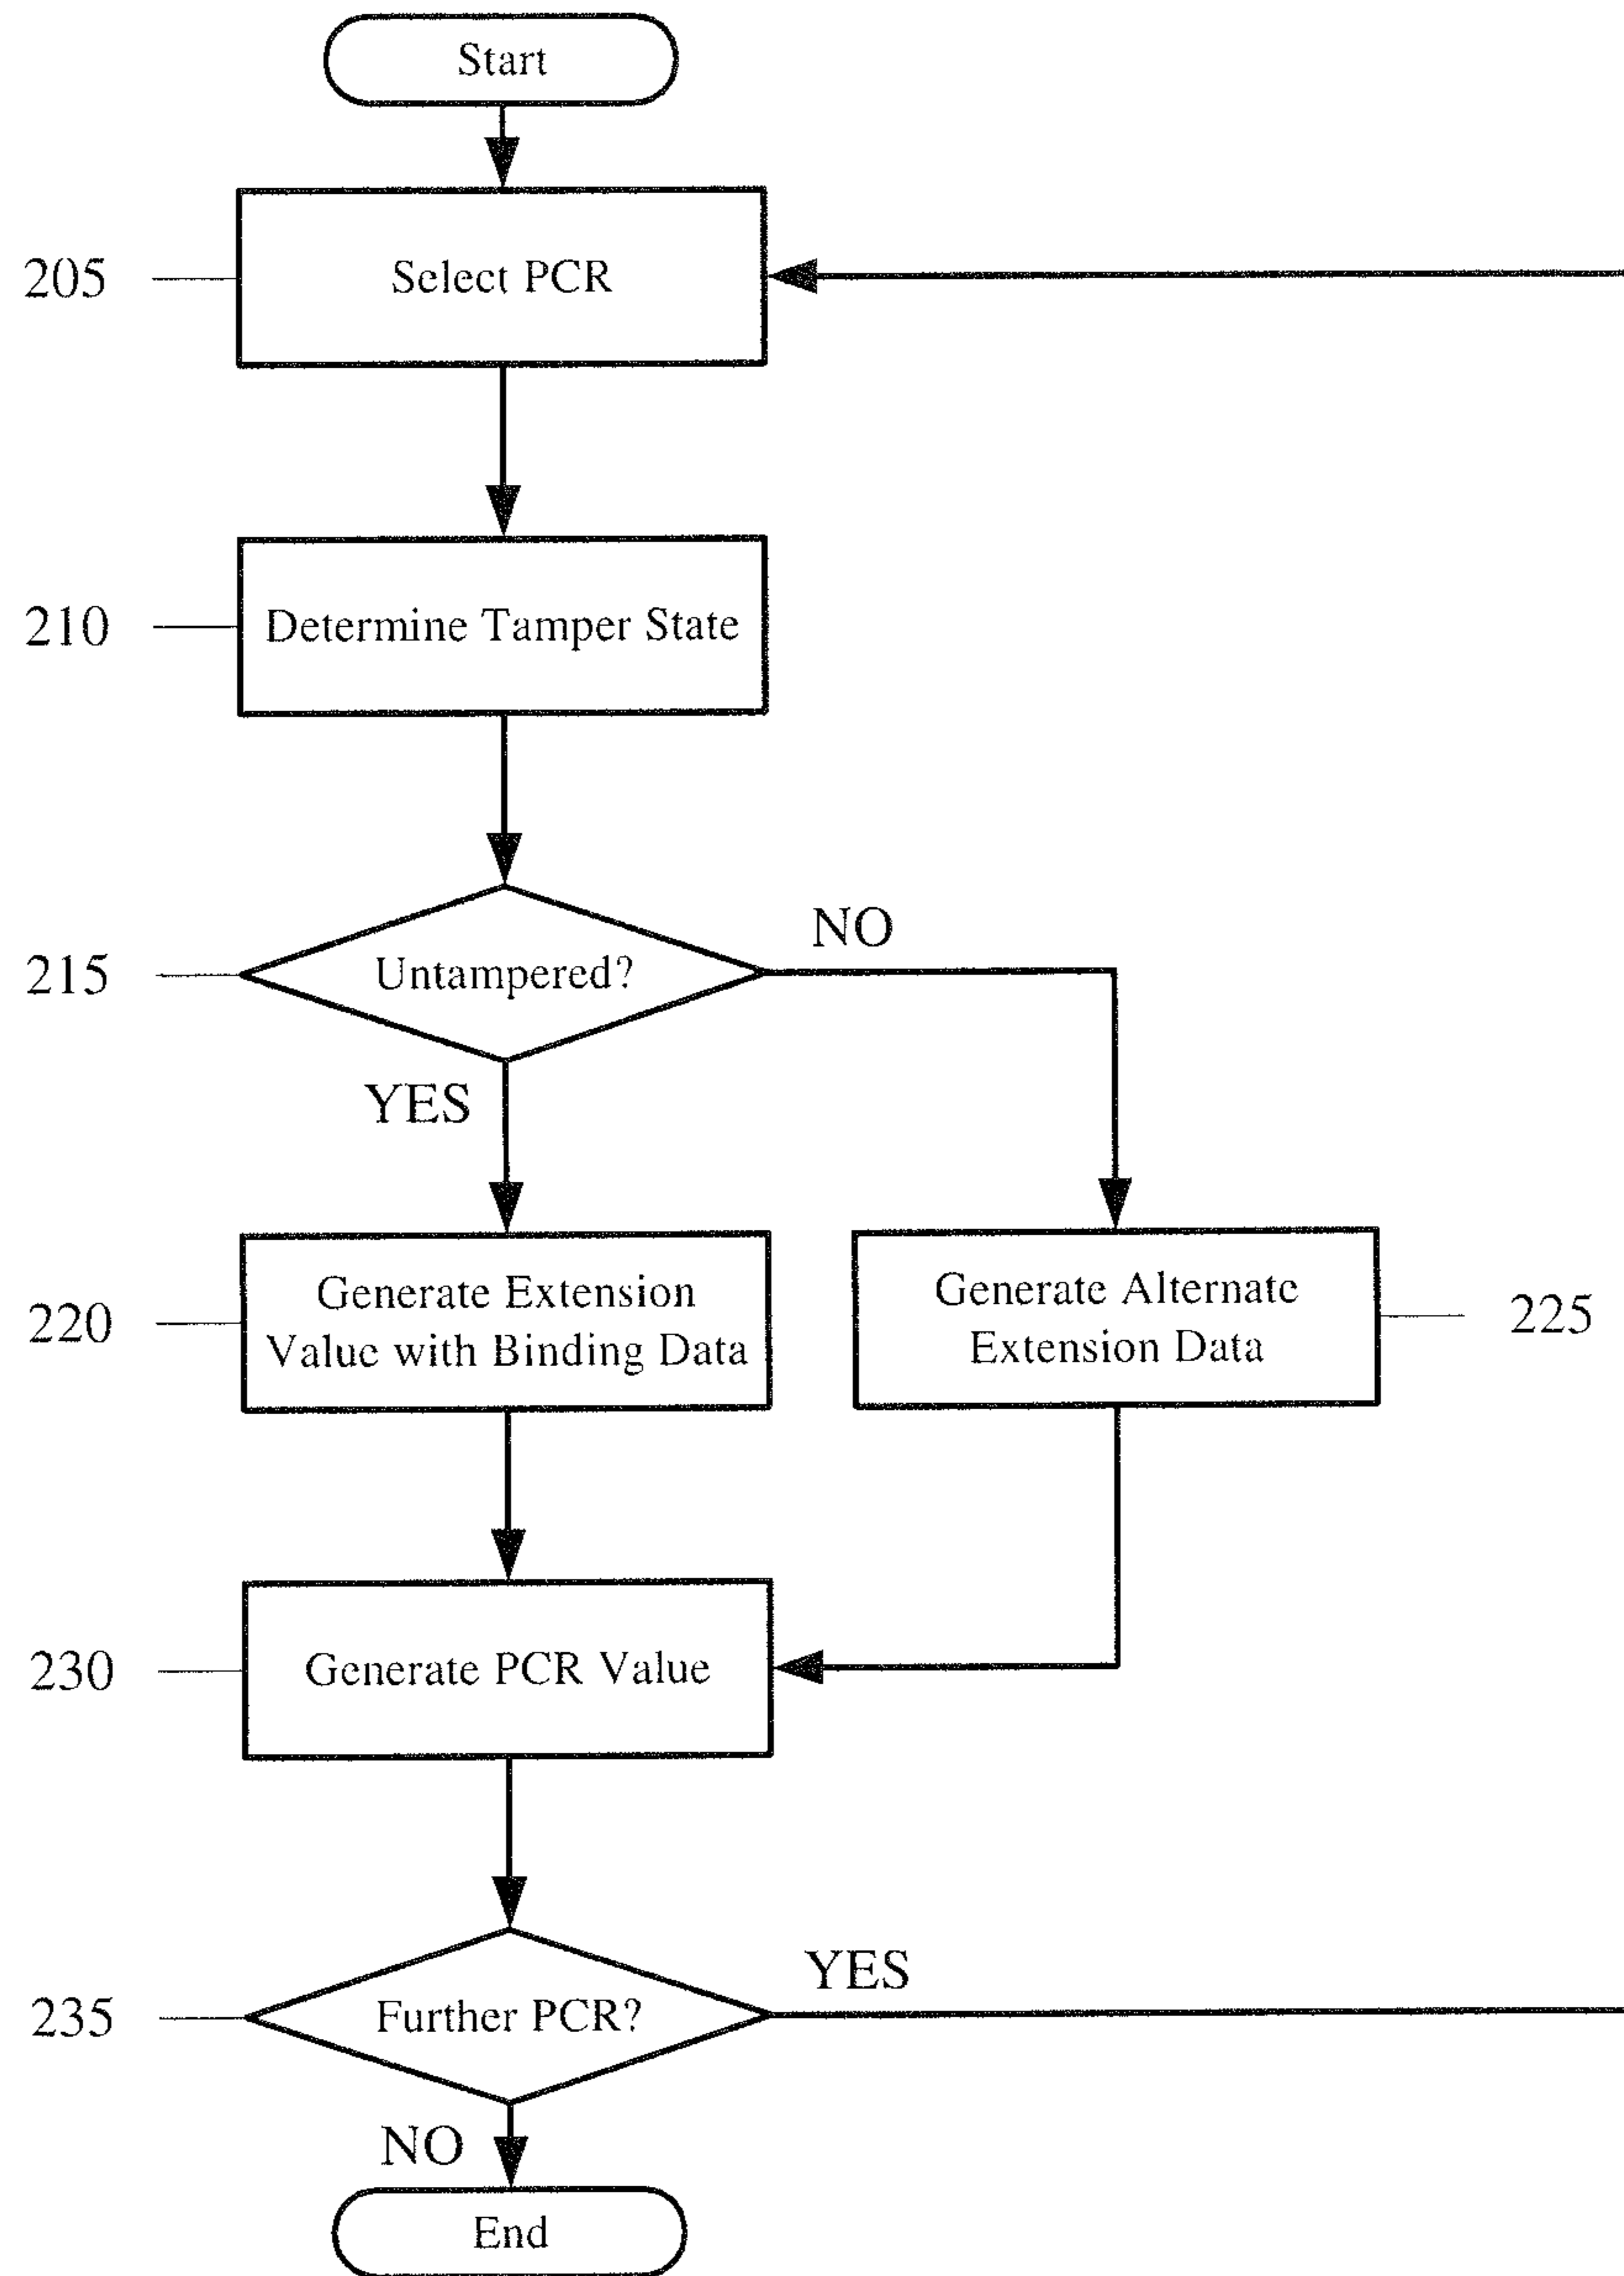 Start
205
Select PCR
210
Determine Tamper State
215
Untampered?
NO
YES
220
Generate Extension
Value with Binding Data
Generate Alternate
Extension Data
225
230
Generate PCR Value
235
Further PCR?
YES
NO
End